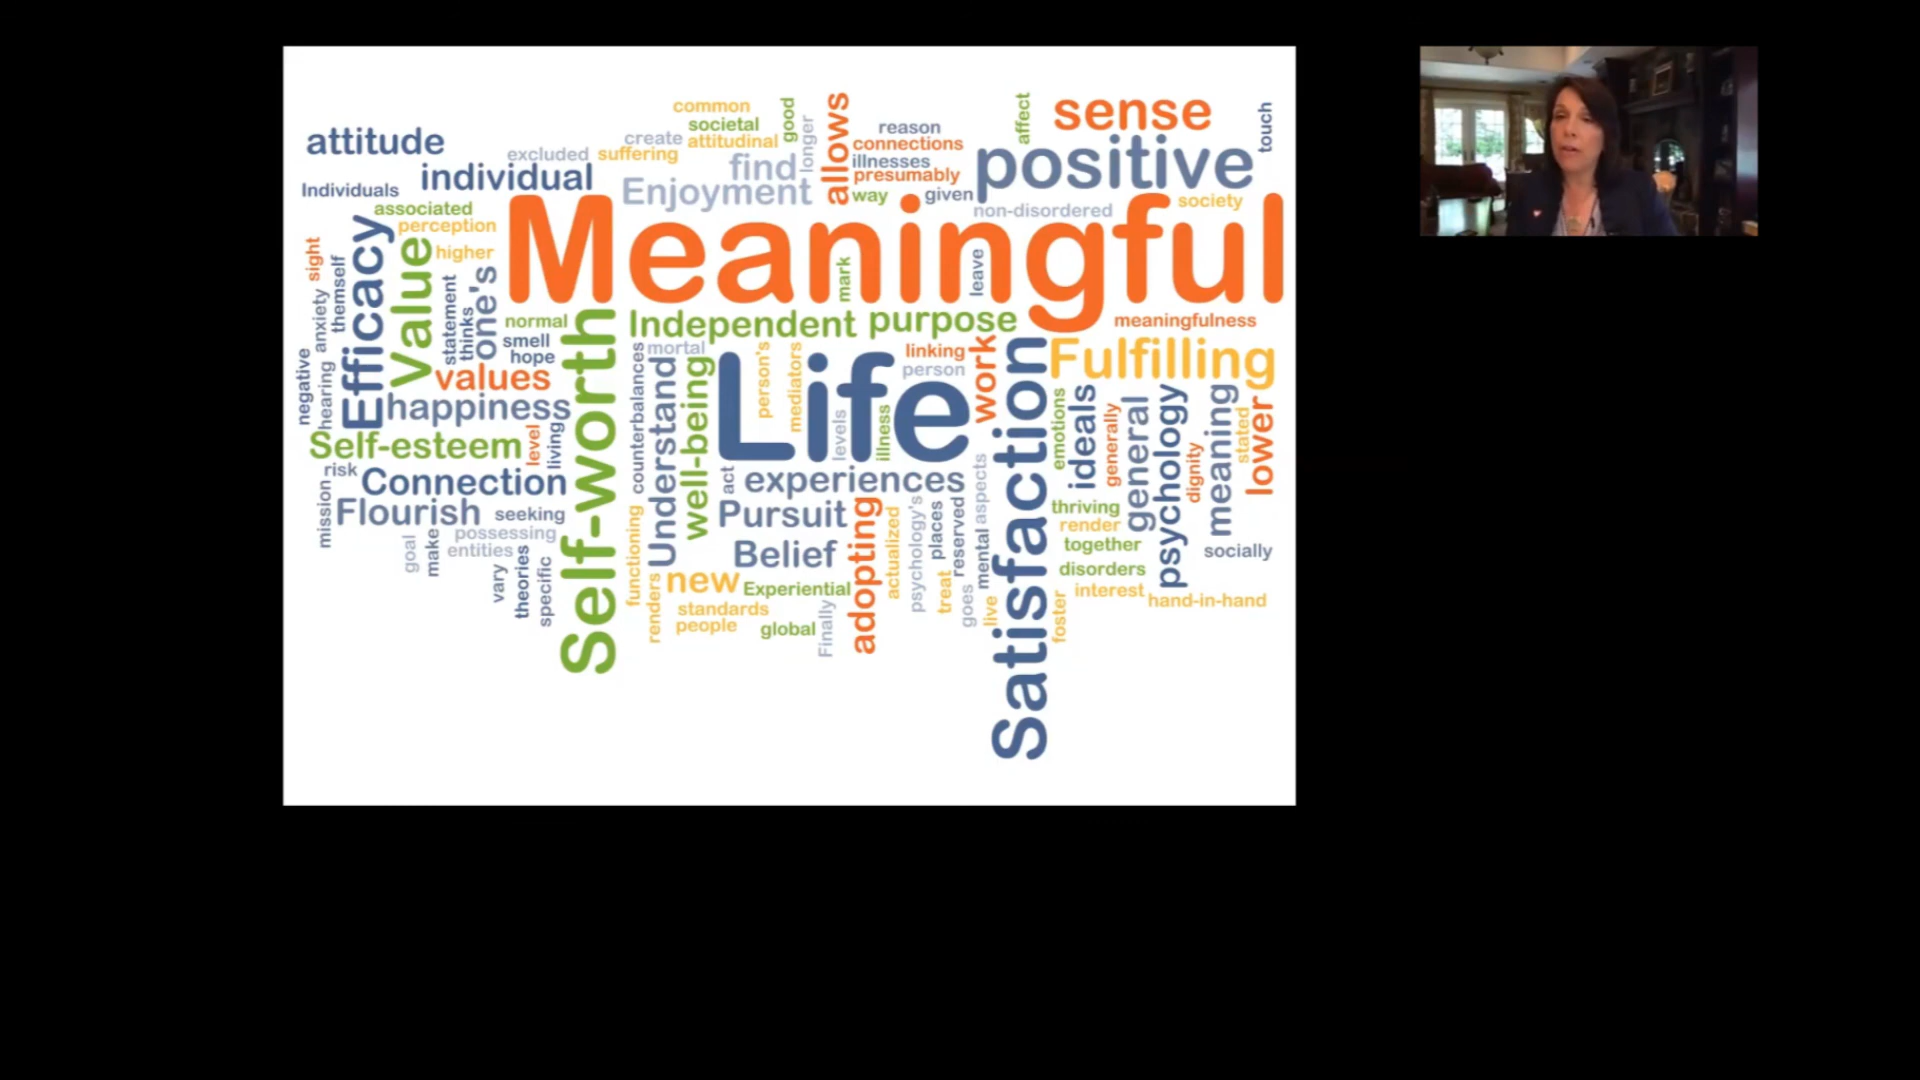 common
societal
good
longer
allows
affect
sense
touch
attitude
create
attitudinal
reason
connections
excluded
suffering
find
illnesses
positive
Individuals
individual
Enjoyment
presumably
way
given
non-disordered
society
associated
perception
higher
Meaningful
sight
themself
Efficacy
Value
statement
thinks
one's
mark
leave
anxiety
normal
smell
hope
Independent
purpose
meaningfulness
negative
hearing
values
happiness
Self-worth
counterbalances
mortal
Understand
well-being
Life
person's
mediators
levels
illness
linking
person
work
Satisfaction
Fulfilling
emotions
ideals
generally
general
psychology
dignity
meaning
stated
lower
Self-esteem
level
living
risk
Connection
mission
Flourish
seeking
possessing
entities
goal
make
vary
theories
specific
functioning
renders
act
experiences
Pursuit
Belief
new
Experiential
standards
people
global
Finally
adopting
actualized
psychology's
places
treat
reserved
aspects
mental
goes
live
thriving
render
together
disorders
interest
foster
socially
hand-in-hand